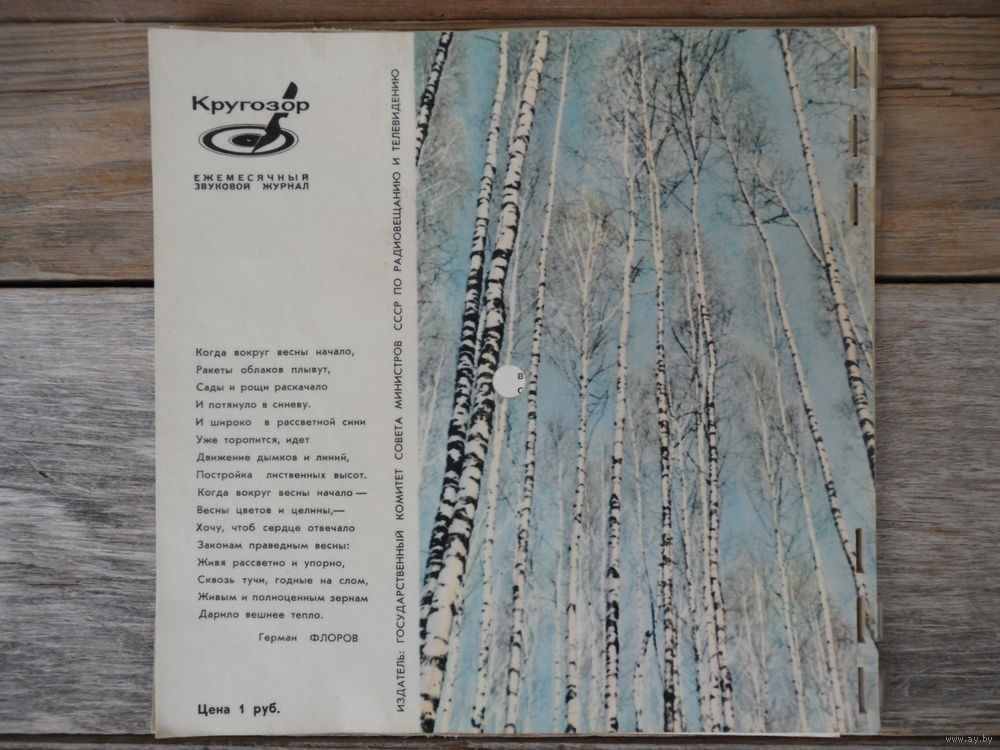 Кругозор
ЕЖЕМЕСЯЧНЫЙ
ЗВУКОВОЙ ЖУРНАЛ
Когда вокруг весны начало,
Ракеты облаков плывут,
Сады и рощи раскачало
И потянуло в синеву.
И широко в рассветной сини
Уже торопится, идет
Движение дымков и линий,
Постройка лиственных высот.
Когда вокруг весны начало —
Весны цветов и целины,—
Хочу, чтоб сердце отвечало
Законам праведным весны:
Живя рассветно и упорно,
Сквозь тучи, годные на слом,
Живым и полноценным зернам
Дарило вешнее тепло.
Герман ФЛОРОВ
Цена 1 руб.
ИЗДАТЕЛЬ: ГОСУДАРСТВЕННЫЙ КОМИТЕТ СОВЕТА МИНИСТРОВ СССР ПО РАДИОВЕЩАНИЮ И ТЕЛЕВИДЕНИЮ
В
С
www.ay.by